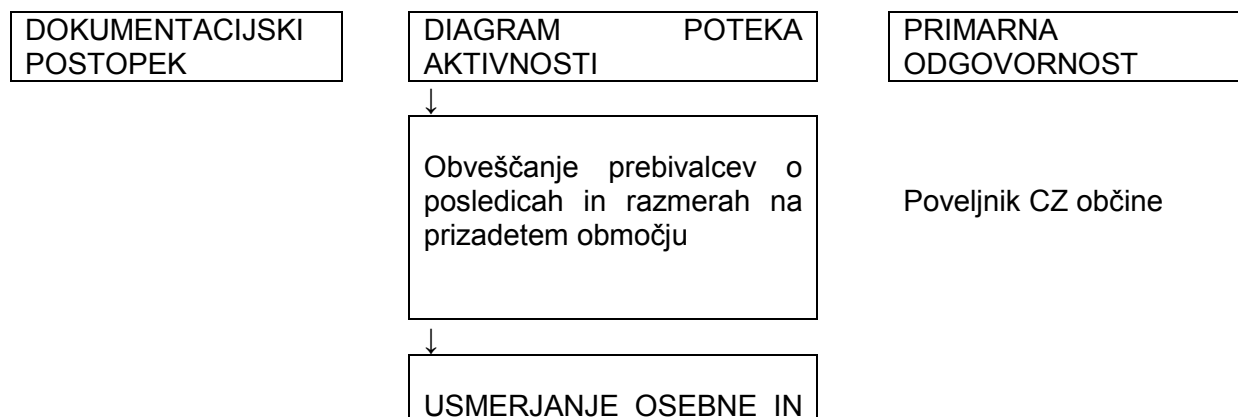 DOKUMENTACIJSKI
POSTOPEK
DIAGRAM POTEKA
AKTIVNOSTI
PRIMARNA
ODGOVORNOST
↓
Obveščanje prebivalcev o
posledicah in razmerah na
prizadetem območju
Poveljnik CZ občine
↓
USMERJANJE OSEBNE IN